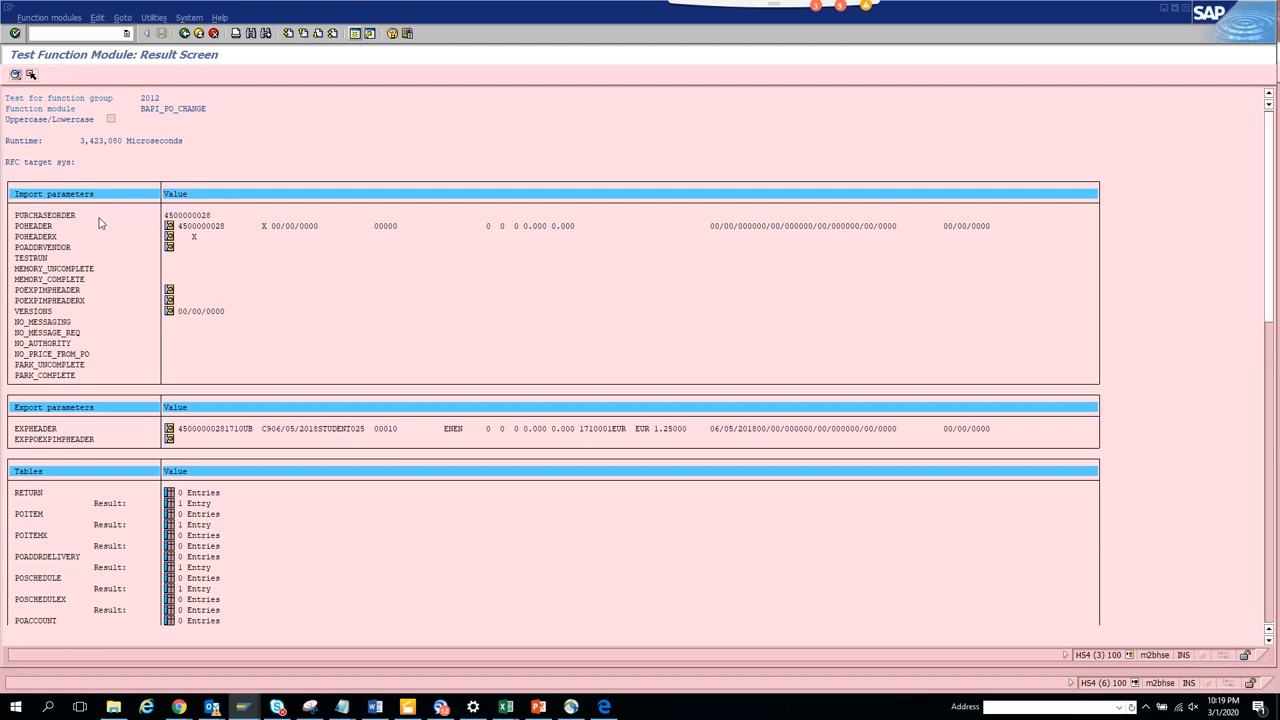 3 9
Function modules Edit Goto Utilities System Help
SAP
Test Function Module: Result Screen
Test for function group 2012
Function module BAPI_PO_CHANGE
Uppercase/Lowercase
Runtime: 3,423,080 Microseconds
RFC target sys:
Import parameters Value
PURCHASEORDER 4500000028
POHEADER 4500000028 X 00/00/0000 00000 0 0 0 0.000 0.000 00/00/000000/00/000000/00/000000/00/0000 00/00/0000
POHEADERX X
POADDRVENDOR
TESTRUN
MEMORY_UNCOMPLETE
MEMORY_COMPLETE
POEXPIMPHEADER
POEXPIMPHEADERX
VERSIONS 00/00/0000
NO_MESSAGING
NO_MESSAGE_REQ
NO_AUTHORITY
NO_PRICE_FROM_PO
PARK_UNCOMPLETE
PARK_COMPLETE
Export parameters Value
EXPHEADER 45000000281710UB C906/05/2018STUDENT025 00010 ENEN 0 0 0 0.000 0.000 1710001EUR EUR 1.25000 06/05/201800/00/000000/00/000000/00/0000 00/00/0000
EXPPOEXPIMPHEADER
Tables Value
RETURN 0 Entries
Result: 1 Entry
POITEM 0 Entries
Result: 1 Entry
POITEMX 0 Entries
Result: 0 Entries
POADDRDELIVERY 0 Entries
Result: 1 Entry
POSCHEDULE 0 Entries
Result: 1 Entry
POSCHEDULEX 0 Entries
Result: 0 Entries
POACCOUNT 0 Entries
HS4 (3) 100 m2bhse INS
HS4 (6) 100 m2bhse INS
Address 10:19 PM
3/1/2020